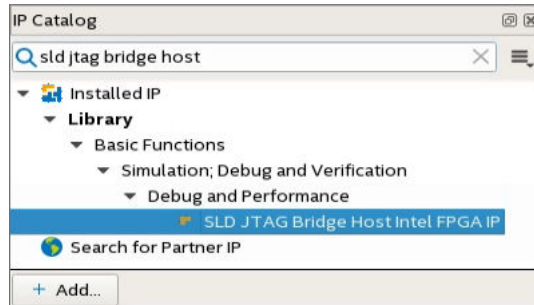 IP Catalog
sld jtag bridge host
Installed IP
Library
Basic Functions
Simulation; Debug and Verification
Debug and Performance
SLD JTAG Bridge Host Intel FPGA IP
Search for Partner IP
+ Add...